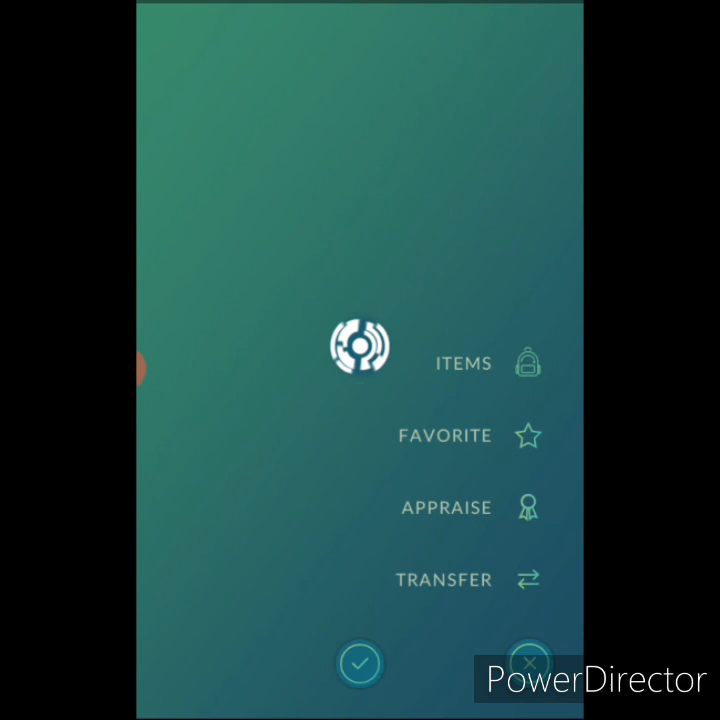 ITEMS
FAVORITE
APPRAISE
TRANSFER
PowerDirector